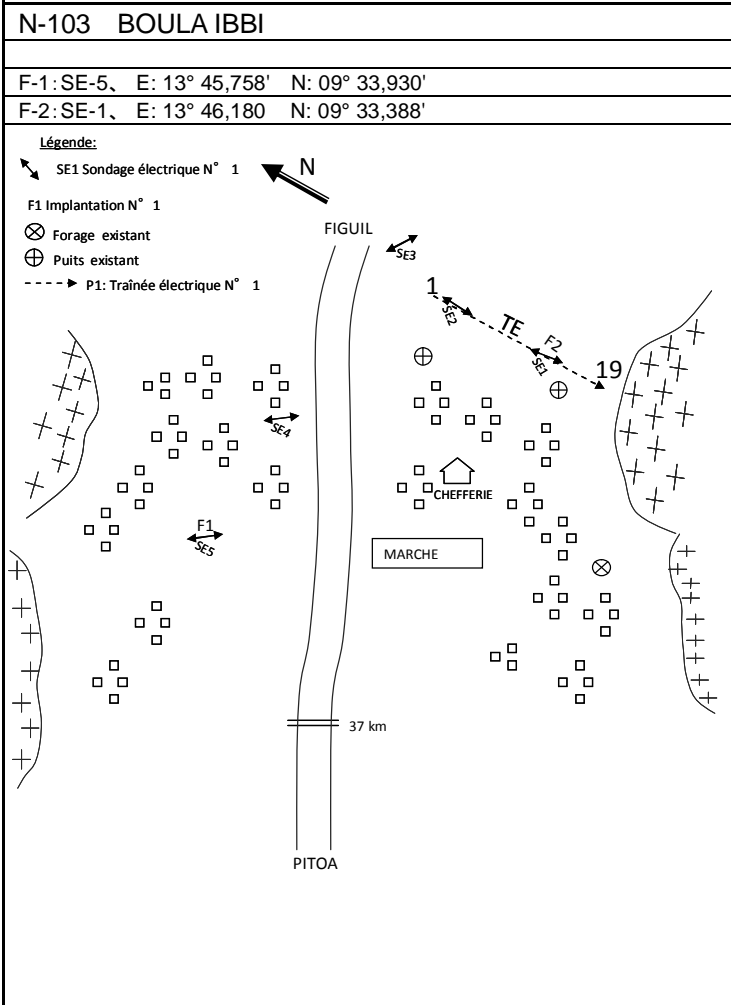 N-103 BOULA IBBI
F-1:SE-5、 E: 13° 45,758' N: 09° 33,930'
F-2:SE-1、 E: 13° 46,180 N: 09° 33,388'
Légende:
SE1 Sondage électrique N° 1
N
F1 Implantation N° 1
Forage existant
Puits existant
P1: Traînée électrique N° 1
FIGUIL
SE3
1
SE2
TE
F2
SE1
19
SE4
CHEFFERIE
F1
SE5
MARCHE
37 km
PITOA